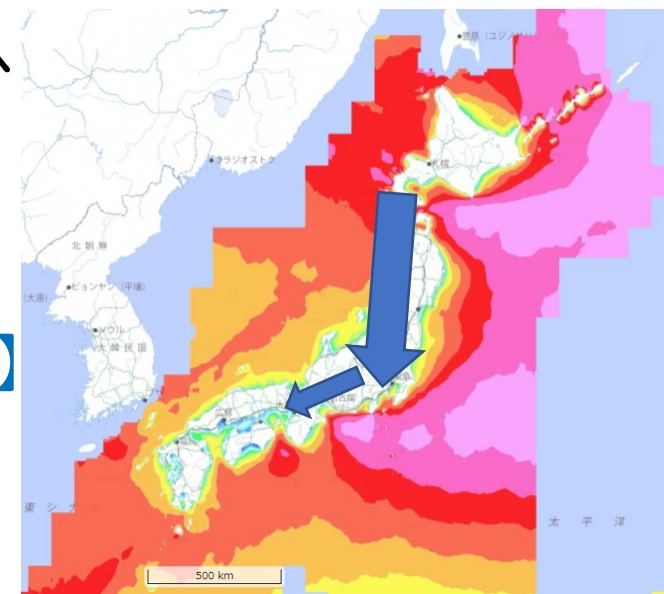 豊原（ユジノ
ウラジオストク
札幌
北朝鮮
ピョンヤン（平壌）
（大連）
ソウル
大韓民国
広島
東シナ
太平洋
500 km